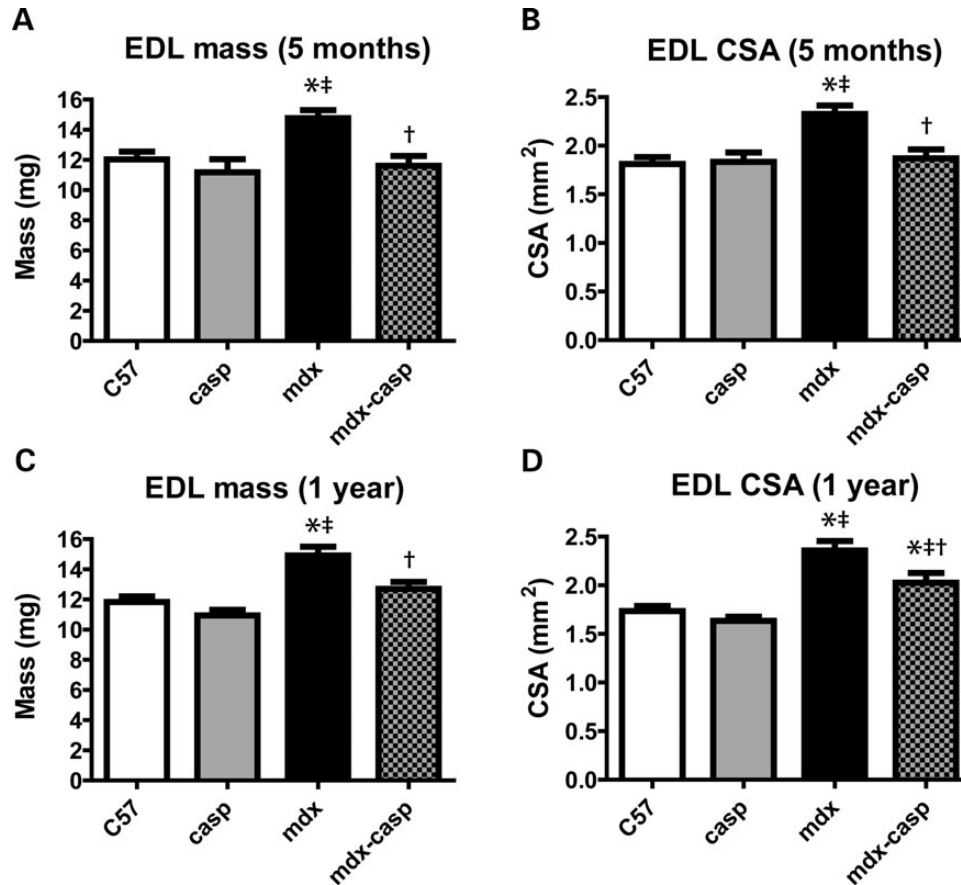 A
EDL mass (5 months)
Mass (mg)
16
14
12
10
8
6
4
2
0
*‡
†
C57
casp
mdx
mdx-casp
B
EDL CSA (5 months)
CSA (mm²)
2.5
2.0
1.5
1.0
0.5
0.0
*‡
†
C57
casp
mdx
mdx-casp
C
EDL mass (1 year)
Mass (mg)
16
14
12
10
8
6
4
2
0
*‡
†
C57
casp
mdx
mdx-casp
D
EDL CSA (1 year)
CSA (mm²)
2.5
2.0
1.5
1.0
0.5
0.0
*‡
*‡†
C57
casp
mdx
mdx-casp